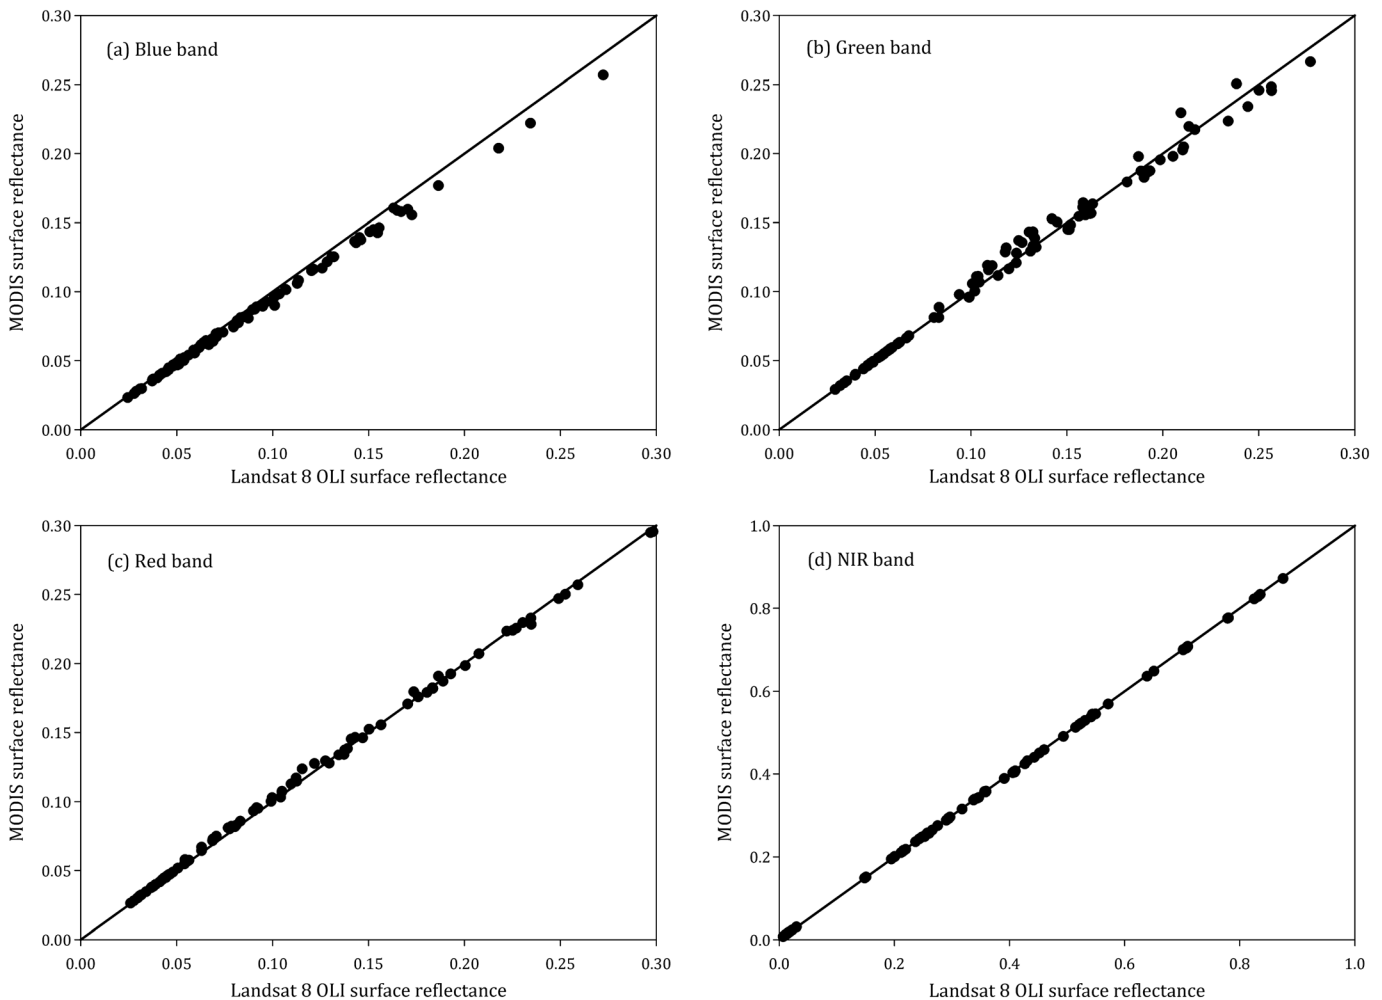 (a) Blue band
MODIS surface reflectance
0.30
0.25
0.20
0.15
0.10
0.05
0.00
0.00 0.05 0.10 0.15 0.20 0.25 0.30
Landsat 8 OLI surface reflectance
(b) Green band
MODIS surface reflectance
0.30
0.25
0.20
0.15
0.10
0.05
0.00
0.00 0.05 0.10 0.15 0.20 0.25 0.30
Landsat 8 OLI surface reflectance
(c) Red band
MODIS surface reflectance
0.30
0.25
0.20
0.15
0.10
0.05
0.00
0.00 0.05 0.10 0.15 0.20 0.25 0.30
Landsat 8 OLI surface reflectance
(d) NIR band
MODIS surface reflectance
1.0
0.8
0.6
0.4
0.2
0.0
0.0 0.2 0.4 0.6 0.8 1.0
Landsat 8 OLI surface reflectance